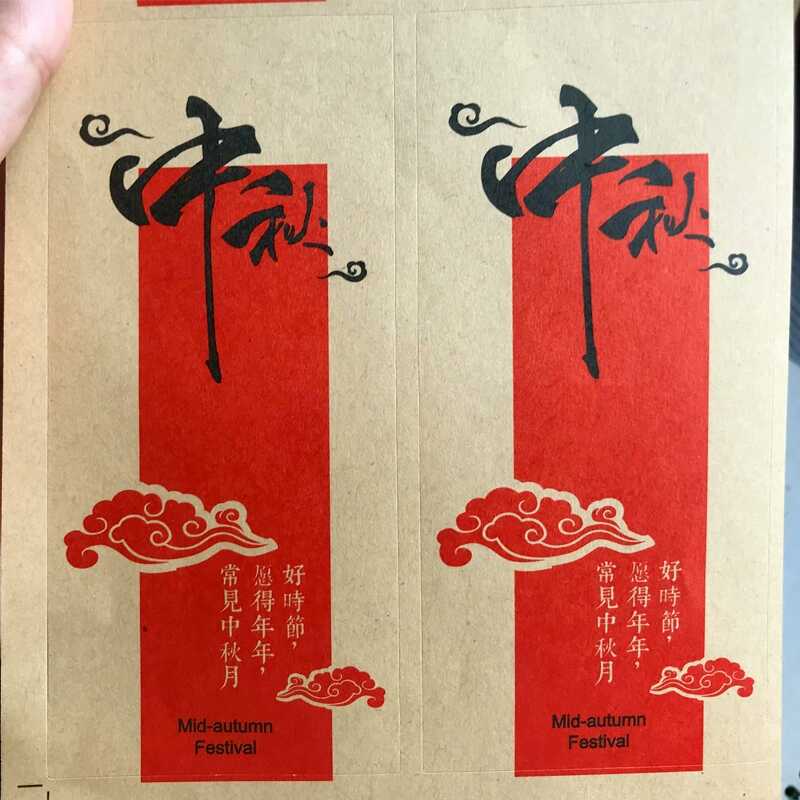 中秋
好時節，
愿得年年，
常見中秋月
Mid-autumn
Festival
中秋
好時節，
愿得年年，
常見中秋月
Mid-autumn
Festival